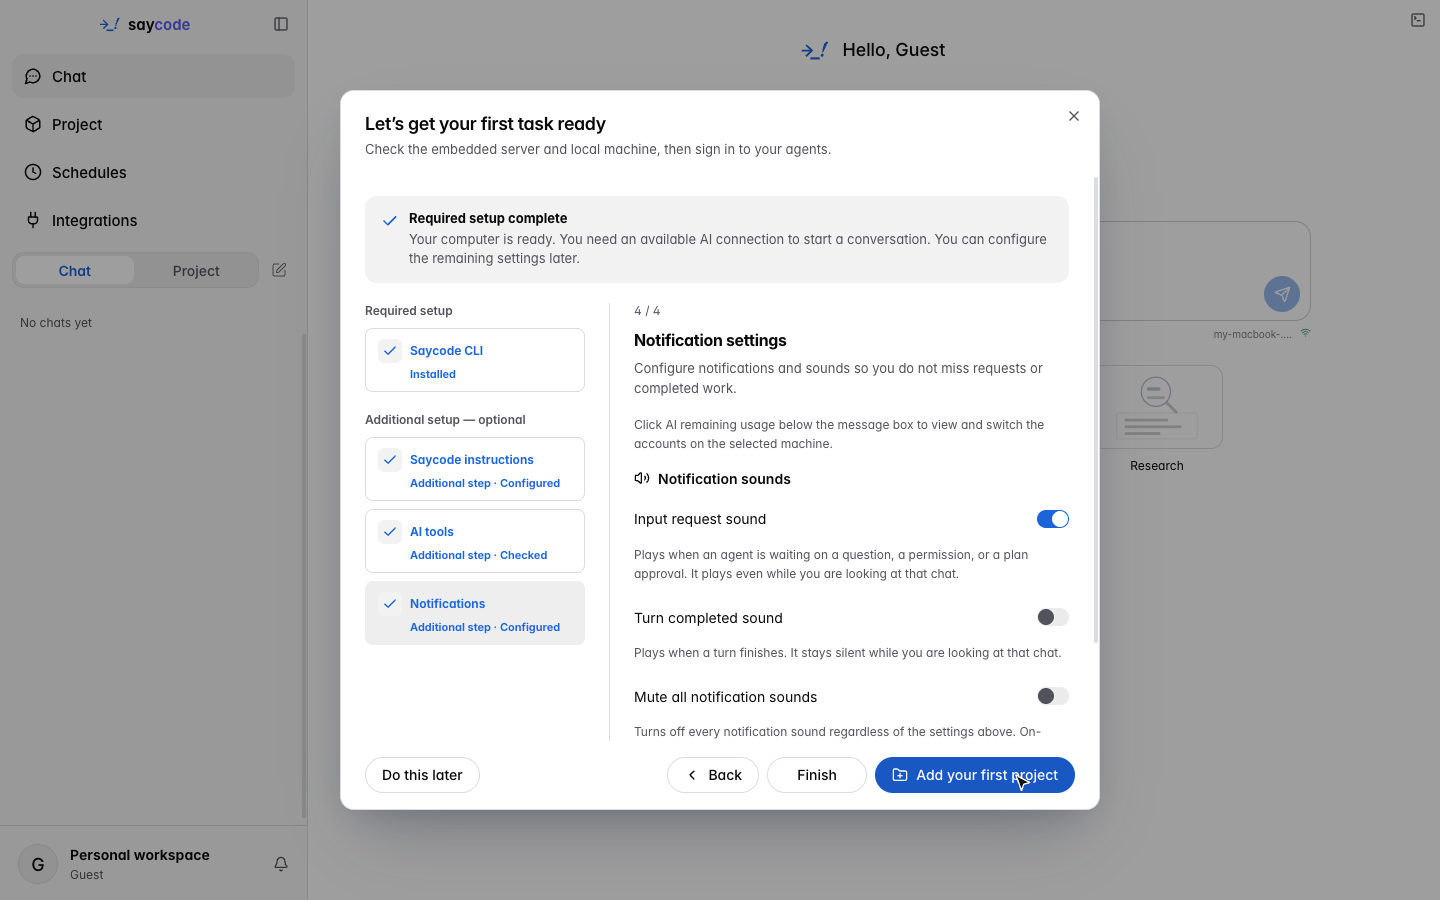 saycode
Chat
Project
Schedules
Integrations
Chat
Project
No chats yet
Personal workspace
G
Guest
Hello, Guest
my-macbook-....
Research
Let's get your first task ready
Check the embedded server and local machine, then sign in to your agents.
Required setup complete
Your computer is ready. You need an available AI connection to start a conversation. You can configure
the remaining settings later.
Required setup
Saycode CLI
Installed
Additional setup — optional
Saycode instructions
Additional step · Configured
AI tools
Additional step · Checked
Notifications
Additional step · Configured
4 / 4
Notification settings
Configure notifications and sounds so you do not miss requests or
completed work.
Click AI remaining usage below the message box to view and switch the
accounts on the selected machine.
Notification sounds
Input request sound
Plays when an agent is waiting on a question, a permission, or a plan
approval. It plays even while you are looking at that chat.
Turn completed sound
Plays when a turn finishes. It stays silent while you are looking at that chat.
Mute all notification sounds
Turns off every notification sound regardless of the settings above. On-
Do this later
Back
Finish
Add your first project